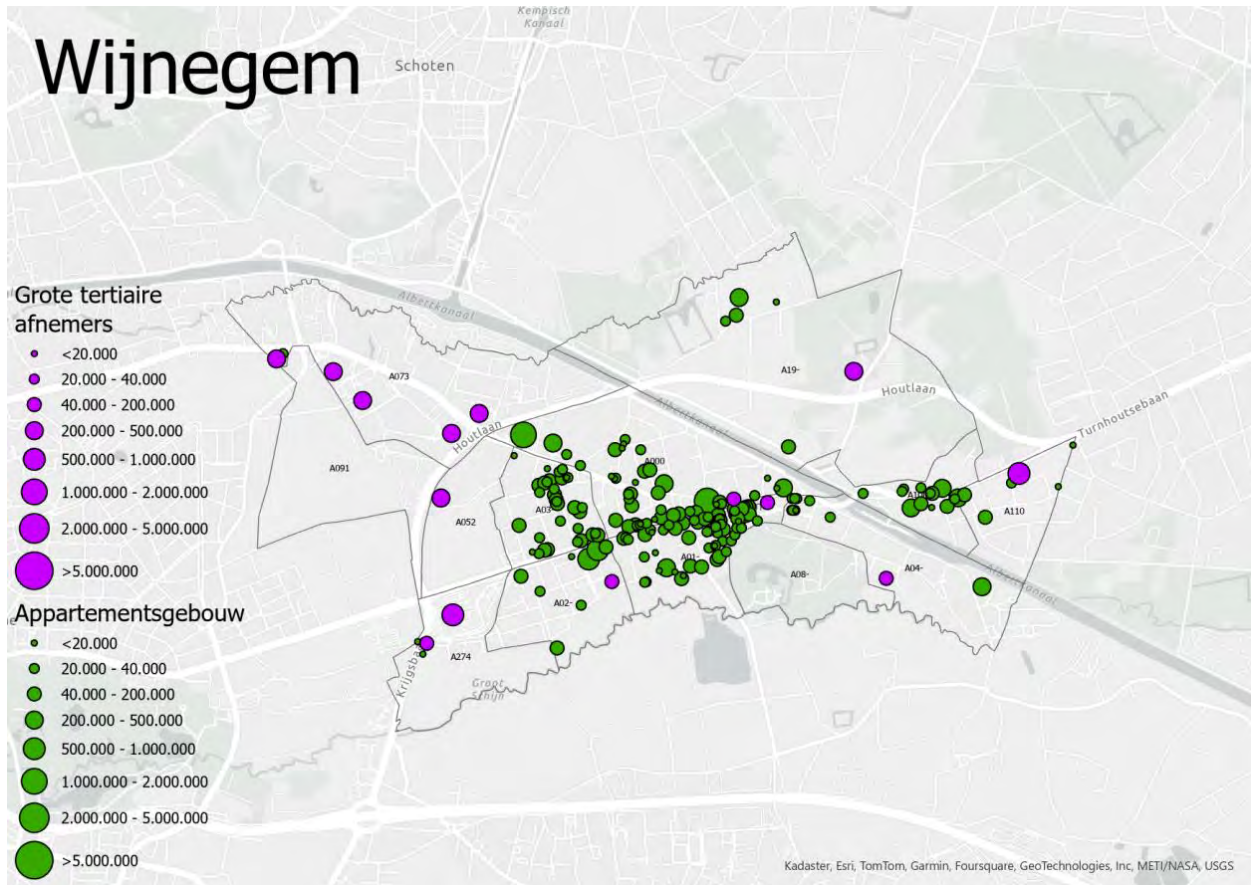 Wijnegem
Kempisch
Kanaal
Schoten
Albertkanaal
Grote tertiaire
afnemers
<20.000
20.000 - 40.000
40.000 - 200.000
200.000 - 500.000
500.000 - 1.000.000
1.000.000 - 2.000.000
2.000.000 - 5.000.000
>5.000.000
A073
A19-
Houtlaan
Albertkanaal
Turnhoutsebaan
Houtlaan
A091
A000
A052
A03
A110
A01-
A08-
A04-
Albertkanaal
A02-
A274
Groot
Schijn
Appartementsgebouw
<20.000
20.000 - 40.000
40.000 - 200.000
200.000 - 500.000
500.000 - 1.000.000
1.000.000 - 2.000.000
2.000.000 - 5.000.000
>5.000.000
Kadaster, Esri, TomTom, Garmin, Foursquare, GeoTechnologies, Inc, METI/NASA, USGS